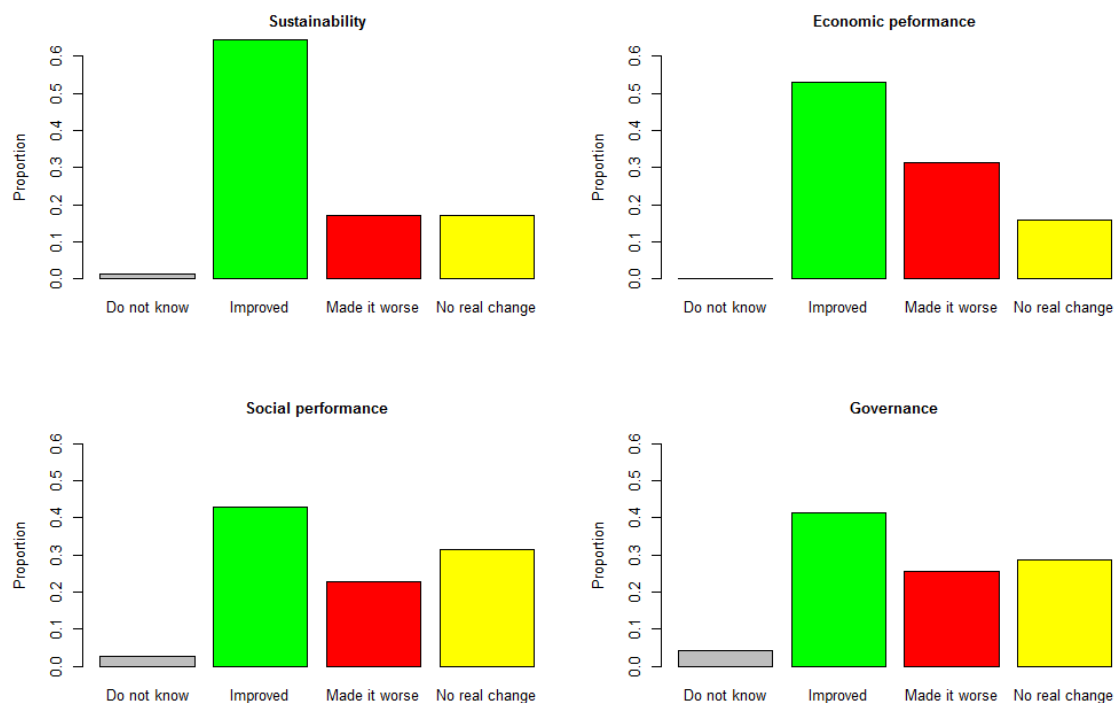 Sustainability
Proportion
0.0 0.1 0.2 0.3 0.4 0.5 0.6
Do not know Improved Made it worse No real change
Economic peformance
Proportion
0.0 0.1 0.2 0.3 0.4 0.5 0.6
Do not know Improved Made it worse No real change
Social performance
Proportion
0.0 0.1 0.2 0.3 0.4 0.5 0.6
Do not know Improved Made it worse No real change
Governance
Proportion
0.0 0.1 0.2 0.3 0.4 0.5 0.6
Do not know Improved Made it worse No real change